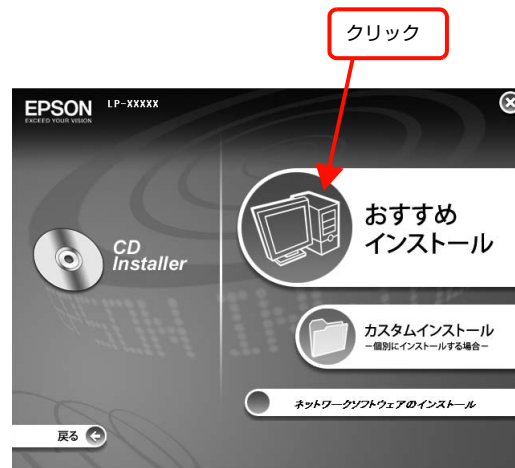 クリック
EPSON LP-XXXXX
EXCEED YOUR VISION
おすすめ
インストール
CD
Installer
カスタムインストール
－個別にインストールする場合－
ネットワークソフトウェアのインストール
戻る